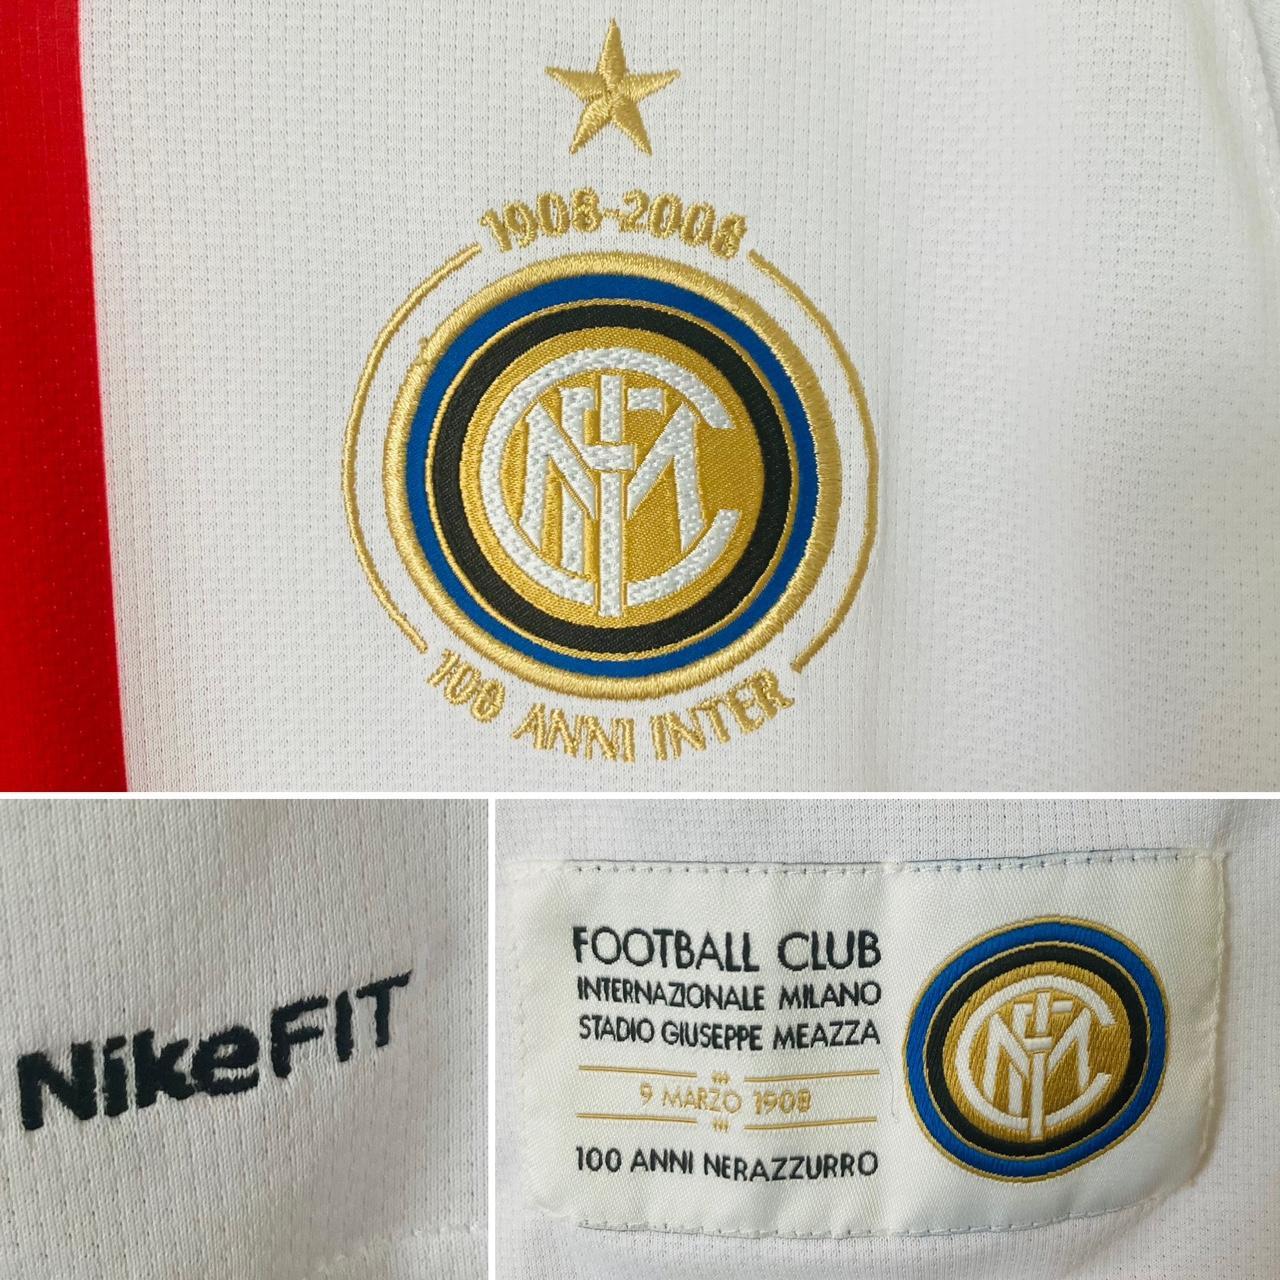 1908-2008
100 ANNI INTER
NikeFIT
FOOTBALL CLUB
INTERNAZIONALE MILANO
STADIO GIUSEPPE MEAZZA
9 MARZO 1908
100 ANNI NERAZZURRO